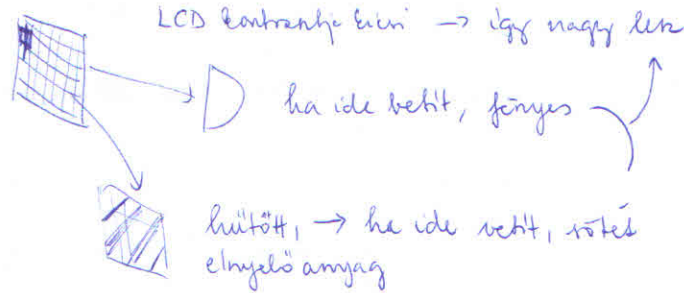 LCD kontrasztja kicsi → így nagy lesz
ha ide vetít, fényes
hűtött, → ha ide vetít, sötét
elnyelő anyag